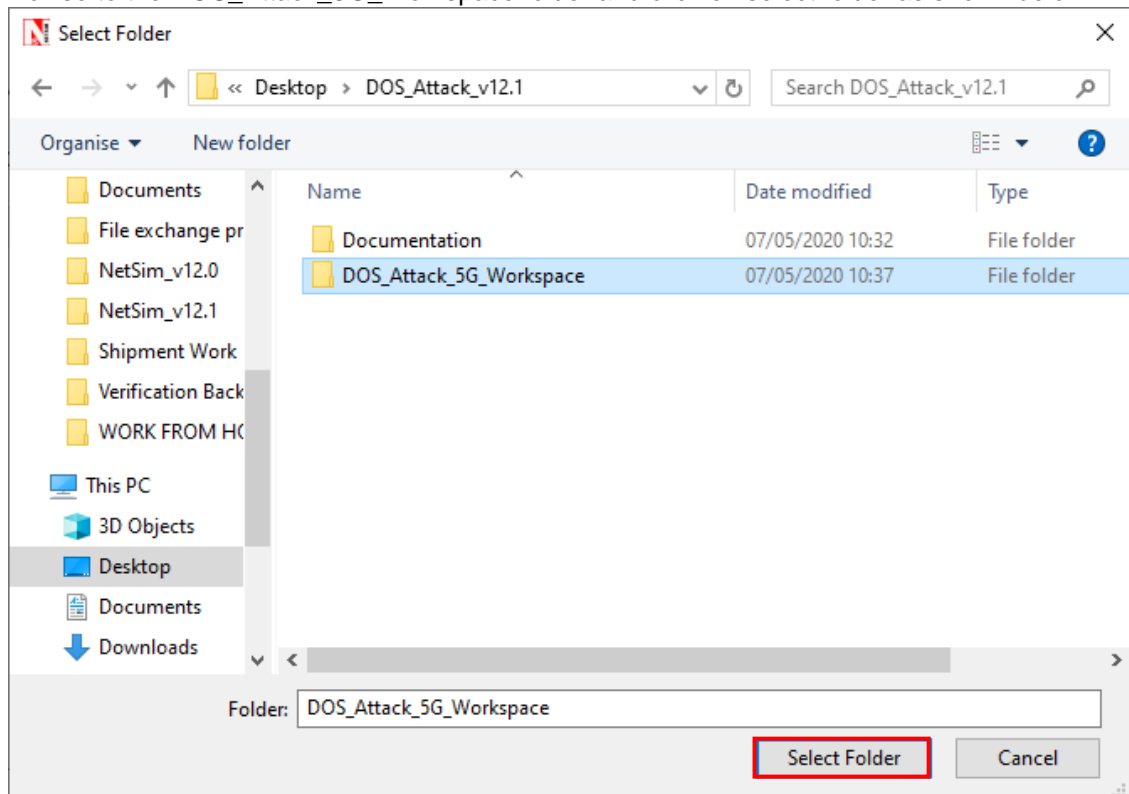 Select Folder
« Desktop > DOS_Attack_v12.1
Search DOS_Attack_v12.1
Organise
New folder
Name
Date modified
Type
Documents
File exchange pr
NetSim_v12.0
NetSim_v12.1
Shipment Work
Verification Back
WORK FROM HO
This PC
3D Objects
Desktop
Documents
Downloads
Documentation 07/05/2020 10:32 File folder
DOS_Attack_5G_Workspace 07/05/2020 10:37 File folder
Folder: DOS_Attack_5G_Workspace
Select Folder
Cancel